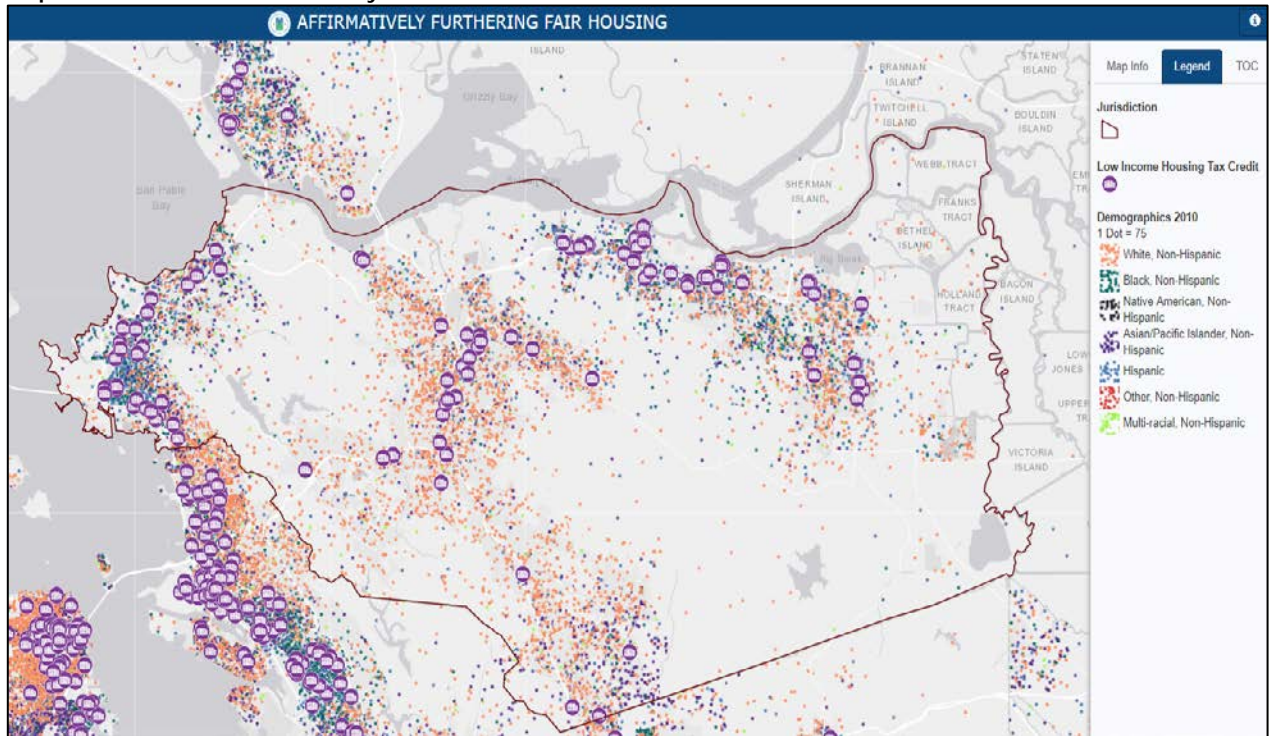 AFFIRMATIVELY FURTHERING FAIR HOUSING
Map Info Legend TOC
Jurisdiction
Low Income Housing Tax Credit
Demographics 2010
1 Dot = 75
White, Non-Hispanic
Black, Non-Hispanic
Native American, Non-
Hispanic
Asian/Pacific Islander, Non-
Hispanic
Hispanic
Other, Non-Hispanic
Multi-racial, Non-Hispanic
ISLAND
Grizzly Bay
BRANNAN
ISLAND
STATEN
ISLAND
TWITCHELL
ISLAND
BOULDIN
ISLAND
WEBB TRACT
San Pablo
Bay
SHERMAN
ISLAND
FRANKS
TRACT
BETHEL
ISLAND
Big Break
HOLLAND
TRACT
BACON
ISLAND
JONES
UPPER
VICTORIA
ISLAND